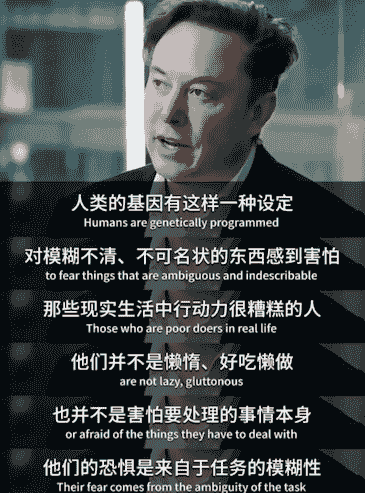 人类的基因有这样一种设定
Humans are genetically programmed
对模糊不清、不可名状的东西感到害怕
to fear things that are ambiguous and indescribable
那些现实生活中行动力很糟糕的人
Those who are poor doers in real life
他们并不是懒惰、好吃懒做
are not lazy, gluttonous
也并不是害怕要处理的事情本身
or afraid of the things they have to deal with
他们的恐惧是来自于任务的模糊性
Their fear comes from the ambiguity of the task